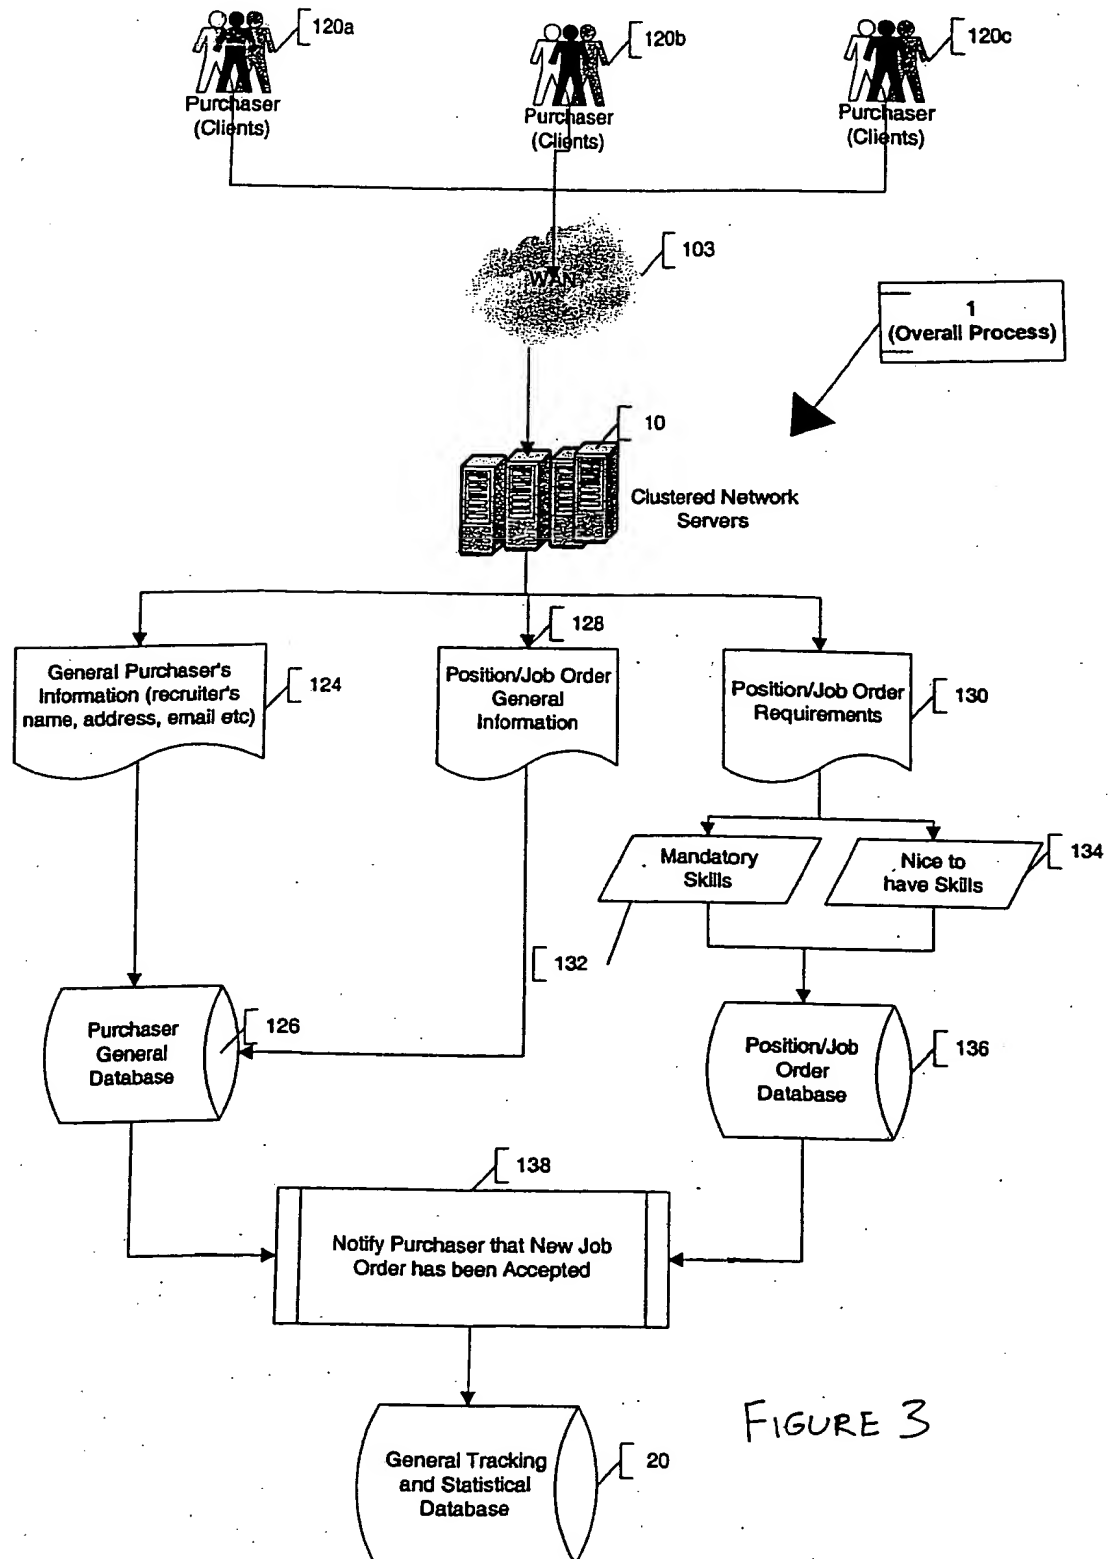 120a
120b
120c
Purchaser
(Clients)
Purchaser
(Clients)
Purchaser
(Clients)
103
WAN
1
(Overall Process)
10
Clustered Network
Servers
128
General Purchaser's
Information (recruiter's
name, address, email etc)
124
Position/Job Order
General
Information
Position/Job Order
Requirements
130
Mandatory
Skills
Nice to
have Skills
134
132
Purchaser
General
Database
126
Position/Job
Order
Database
136
138
Notify Purchaser that New Job
Order has been Accepted
FIGURE 3
General Tracking
and Statistical
Database
20